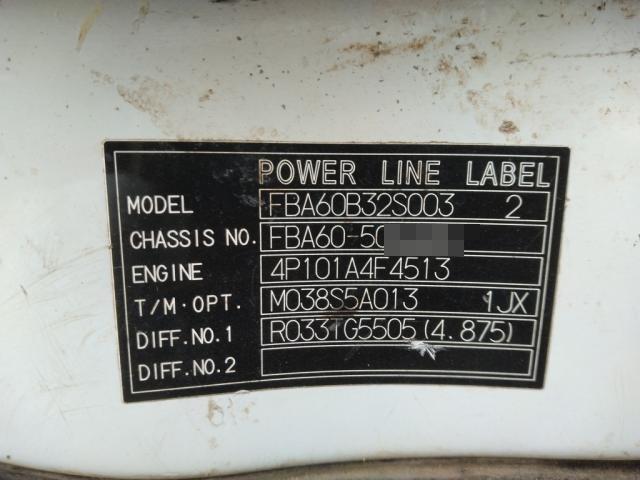 POWER LINE LABEL
MODEL FBA60B32S003 2
CHASSIS NO. FBA60-50
ENGINE 4P101A4F4513
T/M·OPT. M038S5A013 1JX
DIFF.NO.1 R033TG5505(4.875)
DIFF.NO.2